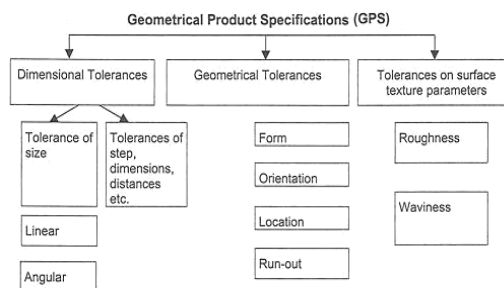 Geometrical Product Specifications (GPS)
Dimensional Tolerances
Geometrical Tolerances
Tolerances on surface
texture parameters
Tolerance of
size
Tolerances of
step,
dimensions,
distances
etc.
Linear
Angular
Form
Orientation
Location
Run-out
Roughness
Waviness